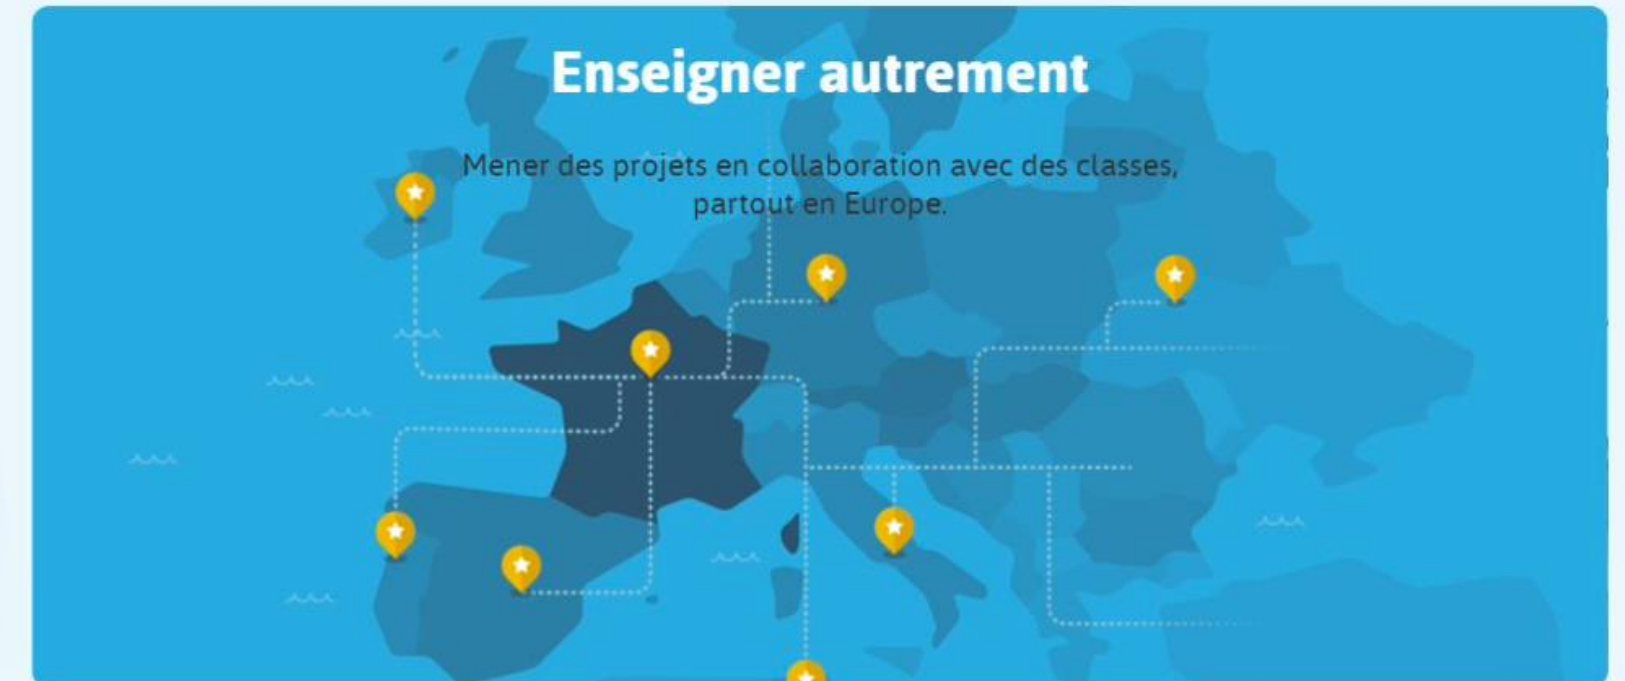 Enseigner autrement
Mener des projets en collaboration avec des classes,
partout en Europe.